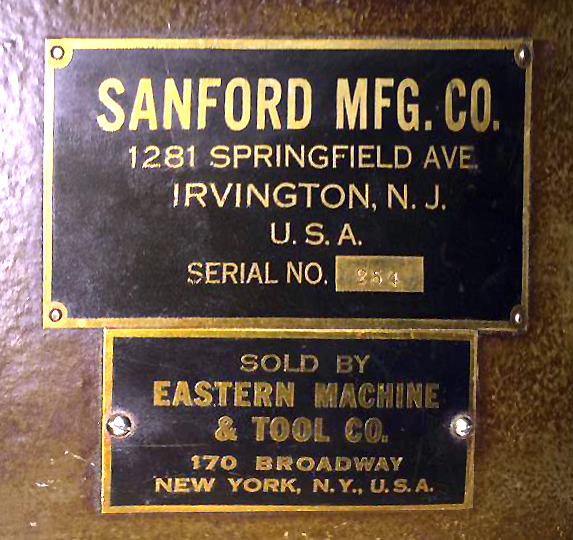 SANFORD MFG. CO.
1281 SPRINGFIELD AVE.
IRVINGTON, N. J.
U. S. A.
SERIAL NO. 254
SOLD BY
EASTERN MACHINE
& TOOL CO.
170 BROADWAY
NEW YORK, N.Y., U.S.A.